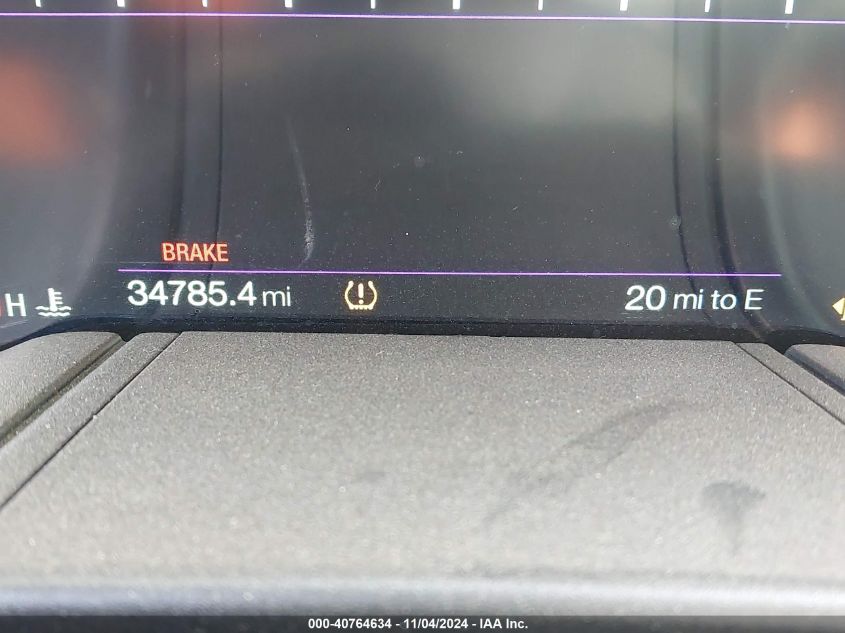 BRAKE
H
34785.4 mi
20 mi to E
000-40764634 - 11/04/2024 - IAA Inc.